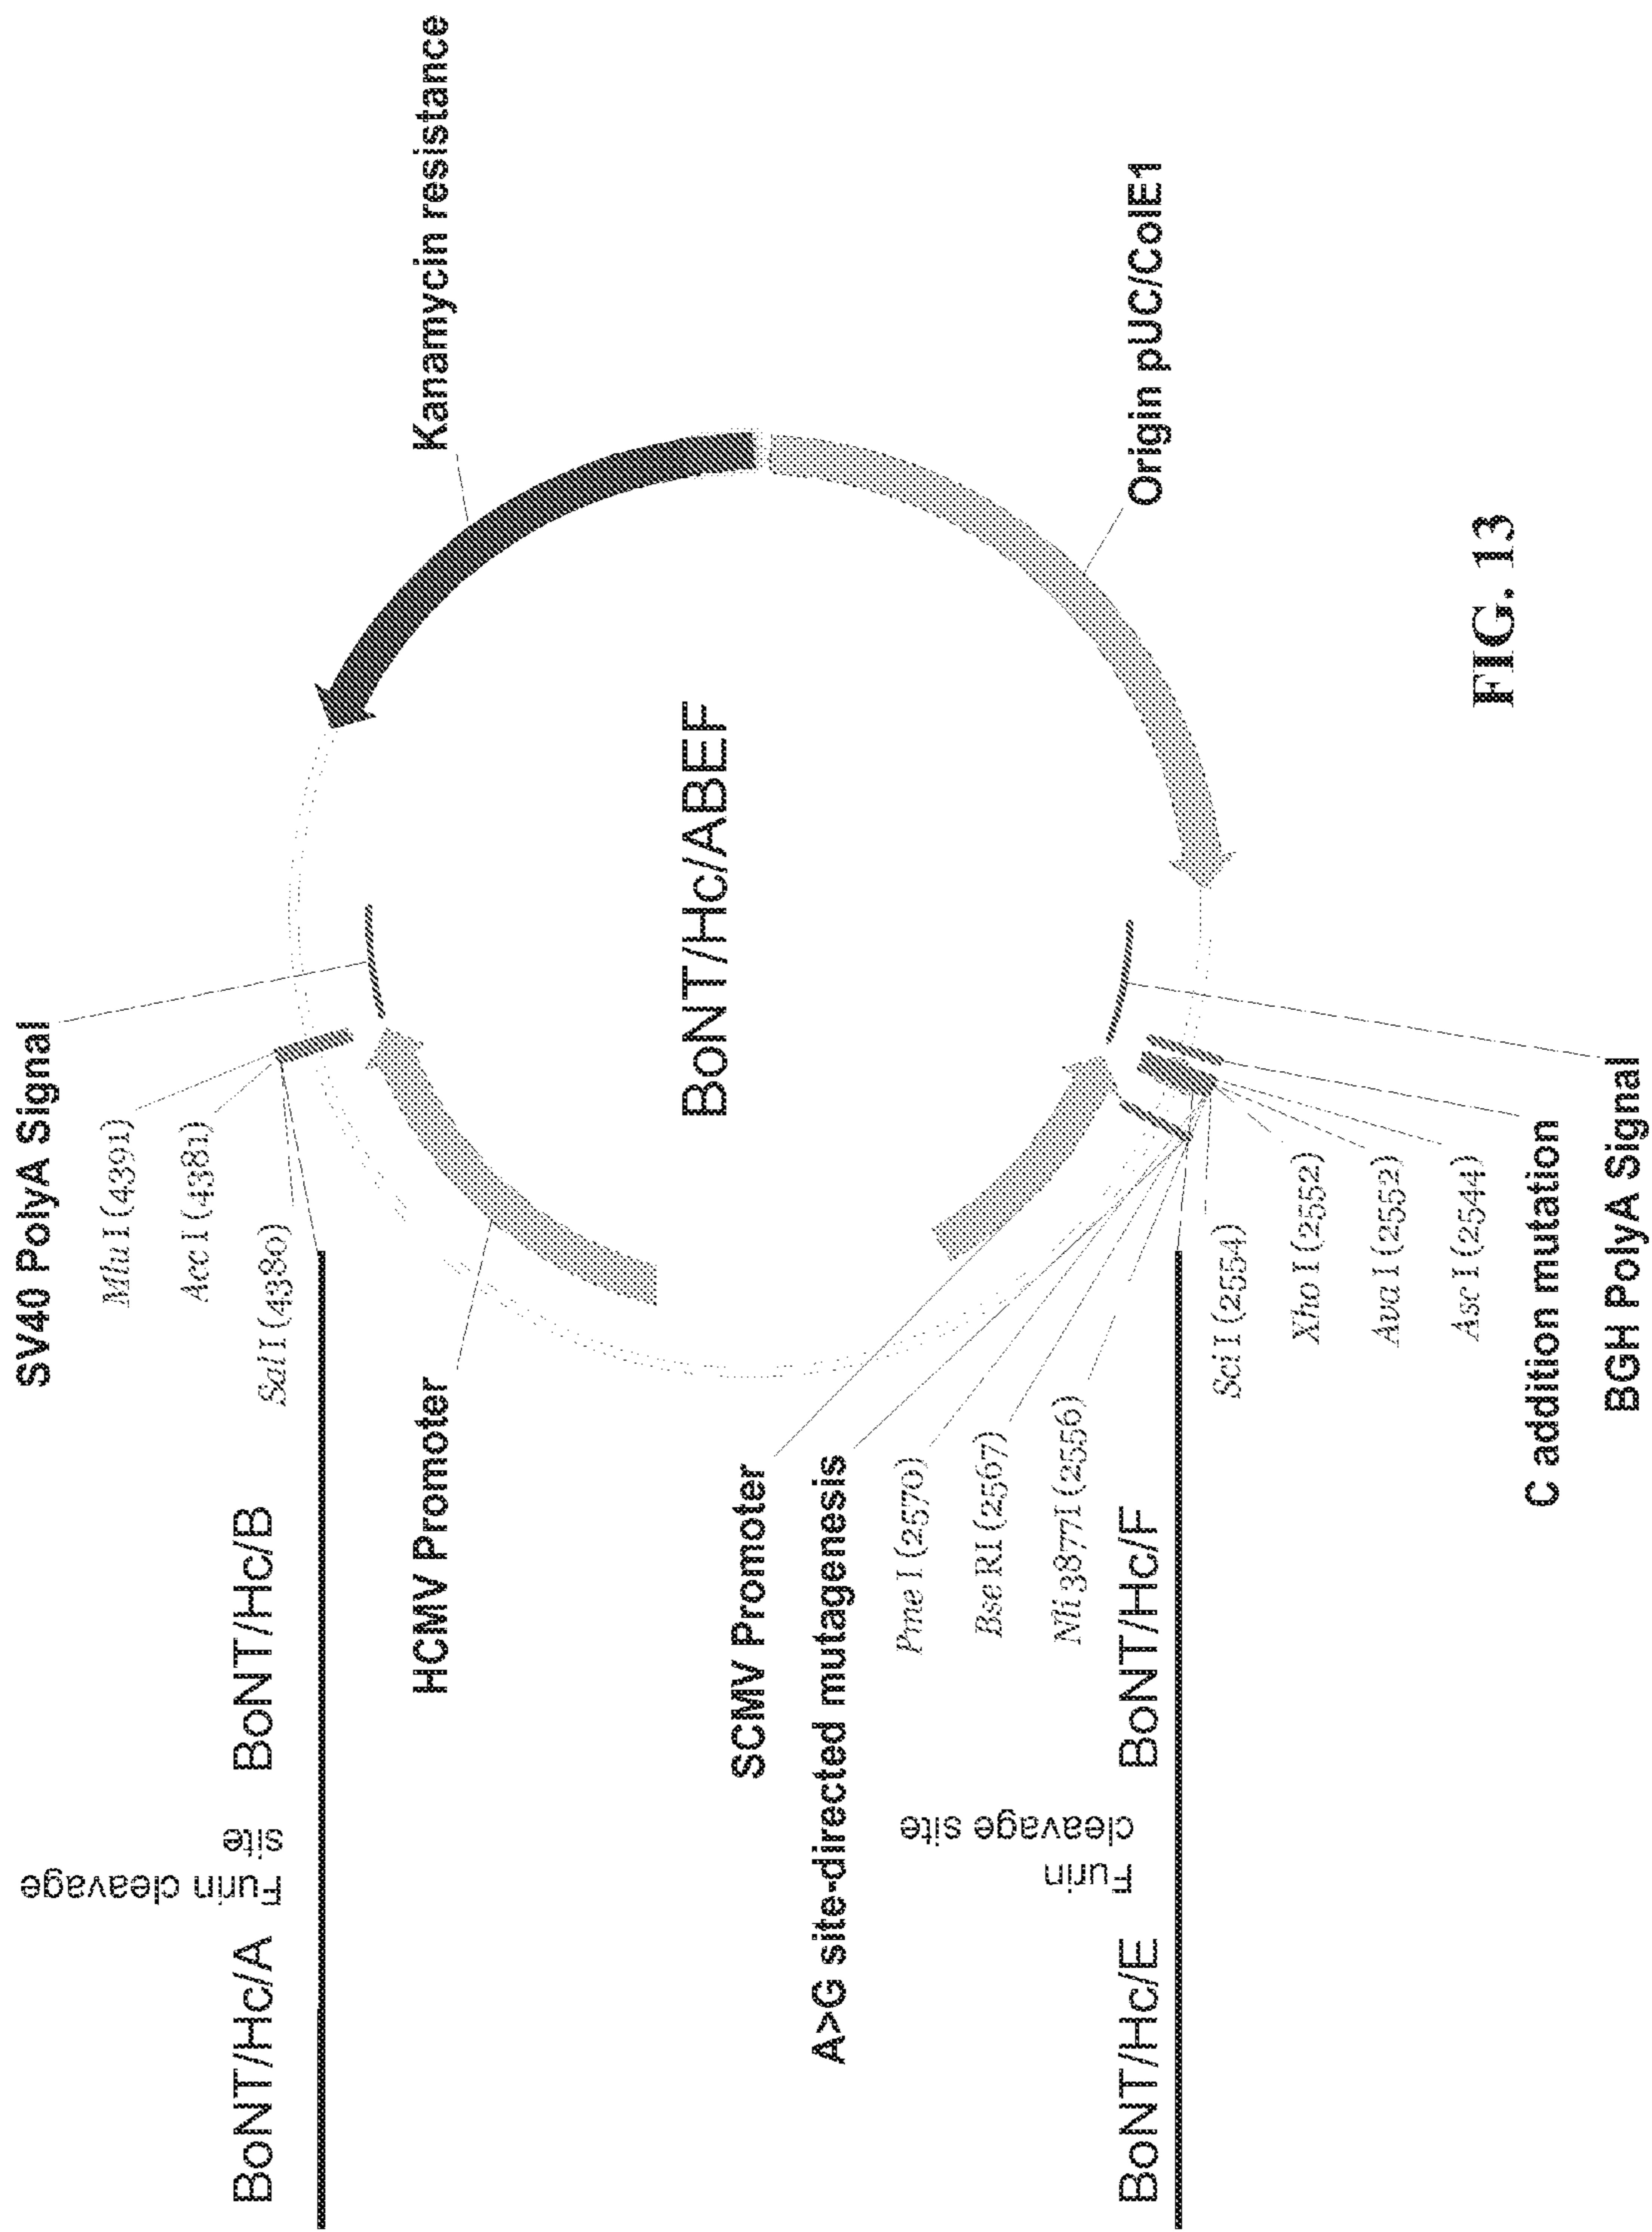 SV40 PolyA Signal
Mlu I (4391)
Acc I (4381)
Sal I (4380)
BoNT/Hc/A
Furin cleavage
site
BoNT/Hc/B
HCMV Promoter
Kanamycin resistance
BoNT/Hc/ABEF
SCMV Promoter
A>G site-directed mutagenesis
Pme I (2570)
Bse RI (2567)
Nli 3877I (2556)
BoNT/Hc/E
Furin
cleavage site
BoNT/Hc/F
Origin pUC/ColE1
Sci I (2554)
Xho I (2552)
Ava I (2552)
Asc I (2544)
C addition mutation
BGH PolyA Signal
FIG. 13